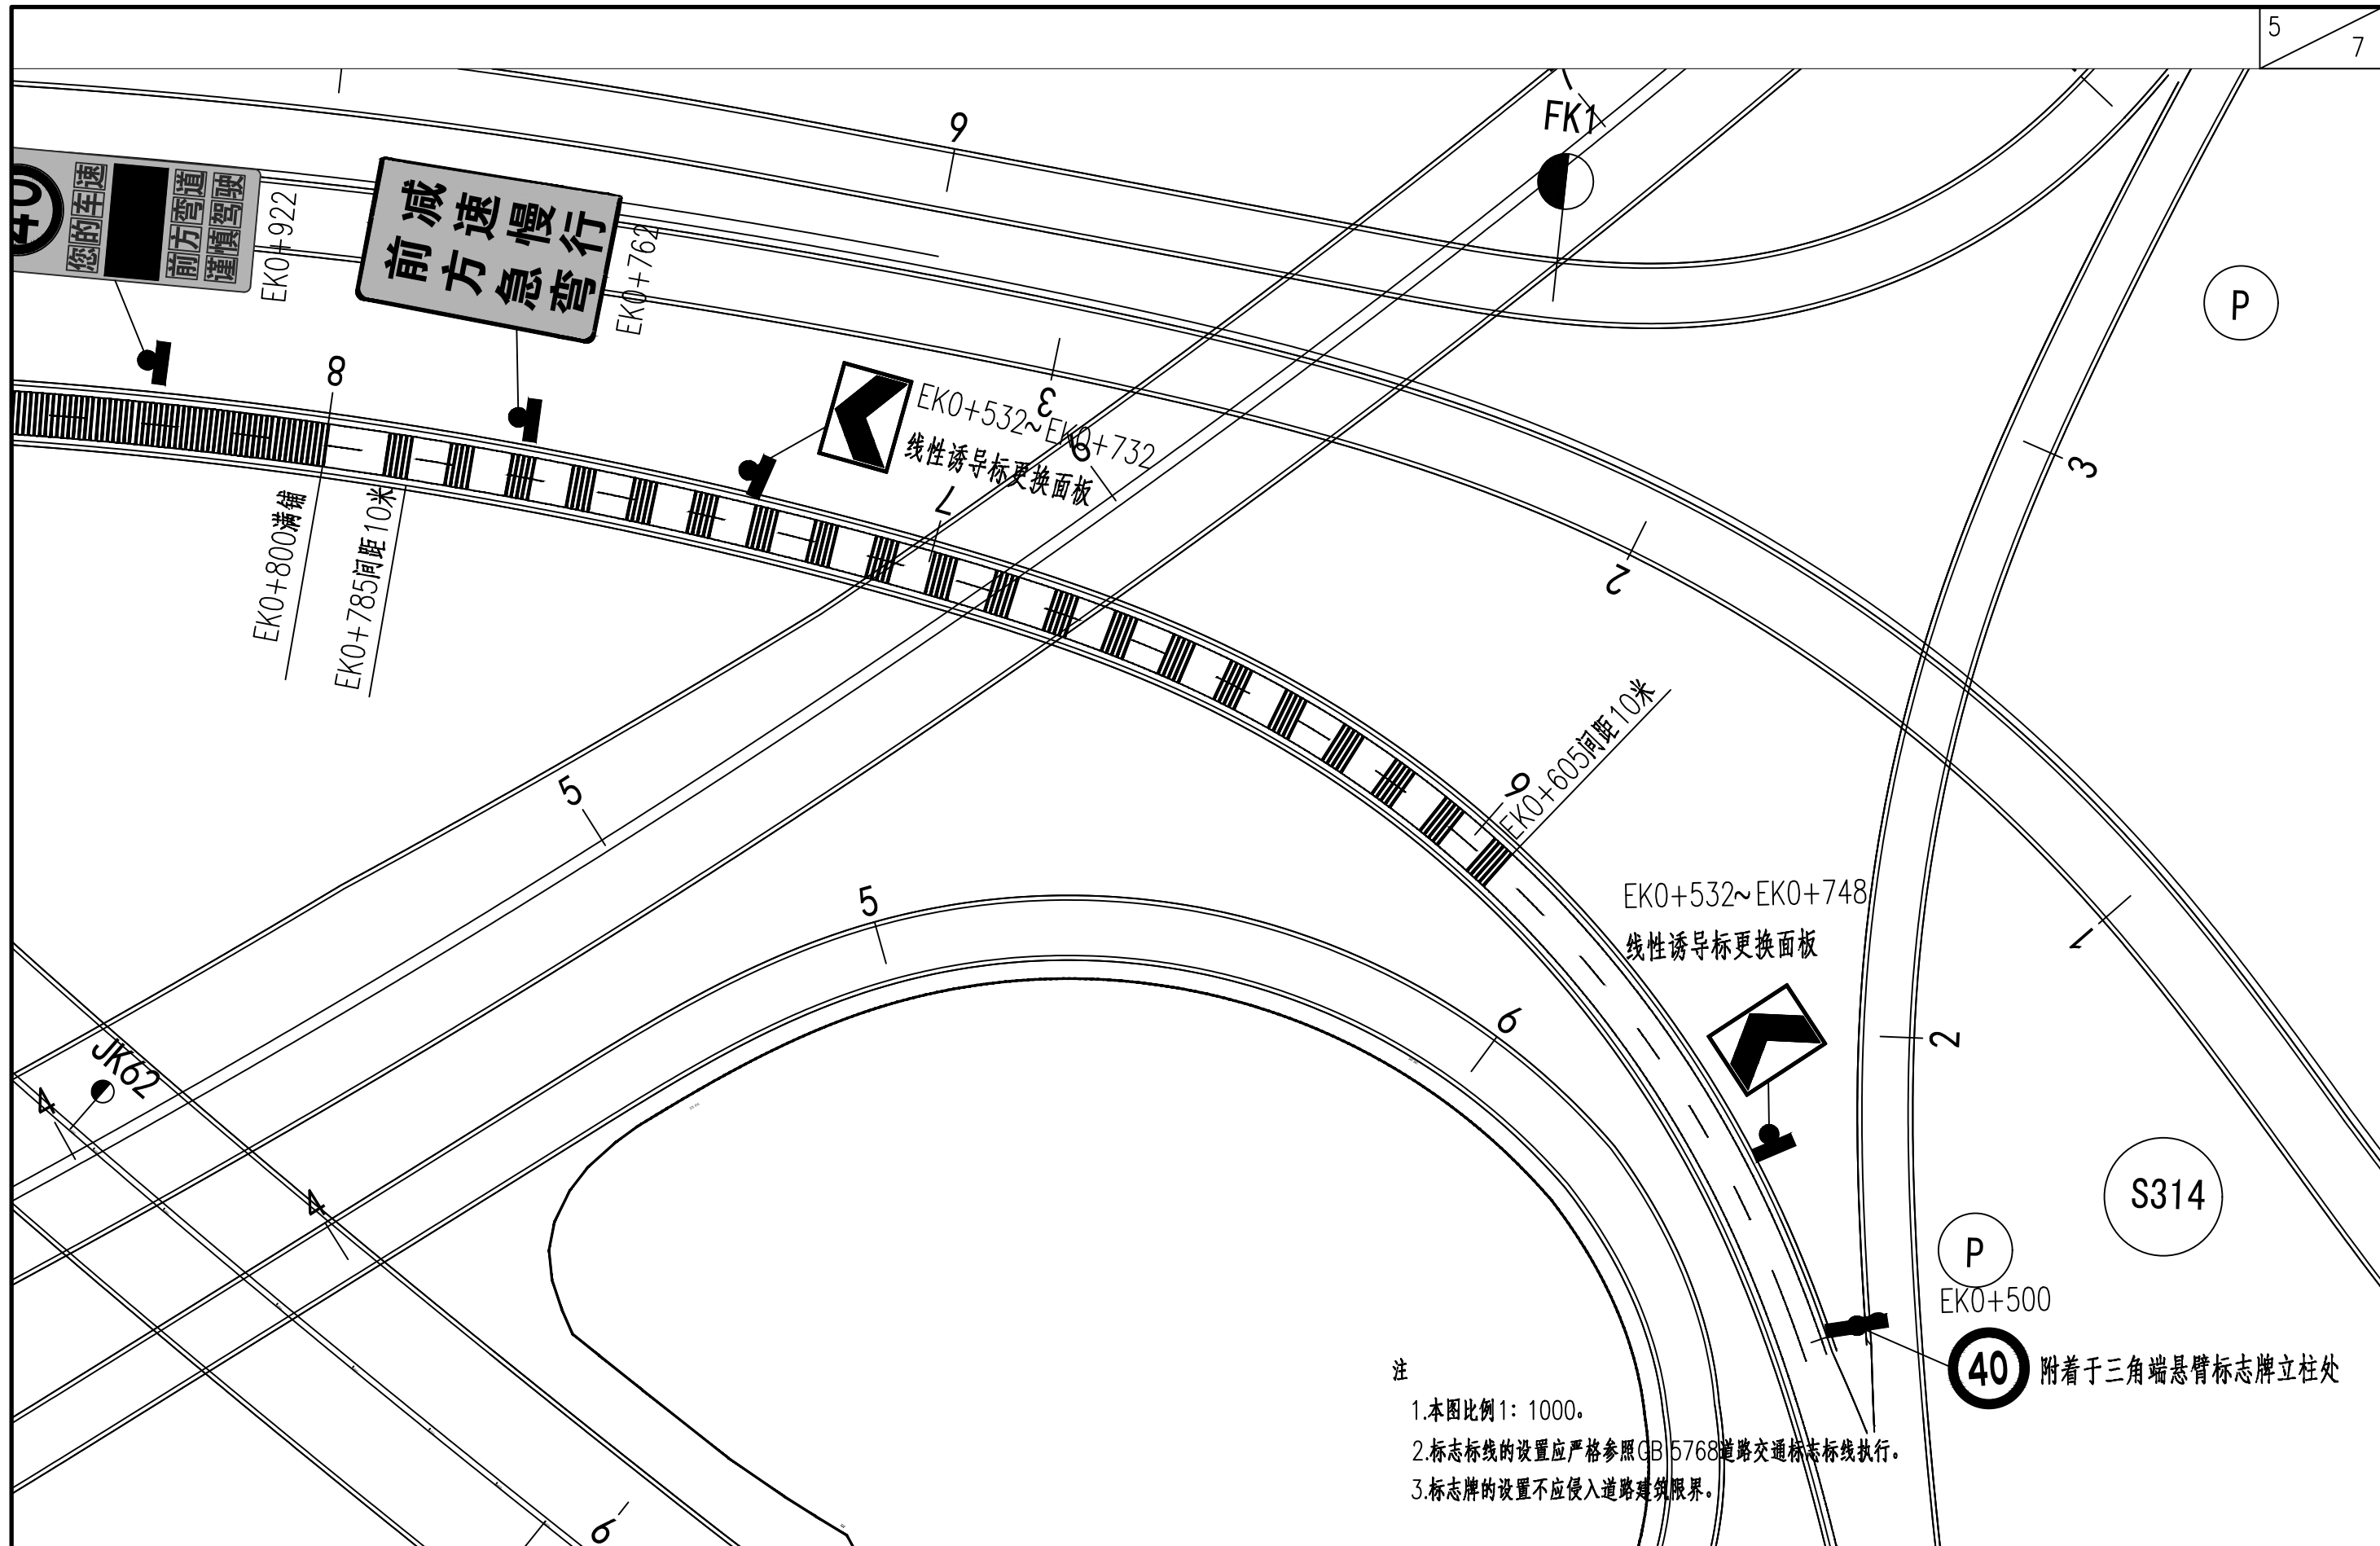 5
7
FK1
9
40
您的车速
前方弯道
谨慎驾驶
EK0+922
减速慢行
前方急弯
EK0+762
P
8
3
EK0+532~EK0+732
线性诱导标更换面板
9
7
3
2
EK0+800满铺
EK0+785间距10米
6
EK0+605间距10米
5
5
EK0+532~EK0+748
线性诱导标更换面板
1
6
2
JK62
4
4
S314
P
EK0+500
40
附着于三角端悬臂标志牌立柱处
注
1.本图比例1：1000。
2.标志标线的设置应严格参照GB 5768道路交通标志标线执行。
3.标志牌的设置不应侵入道路建筑限界。